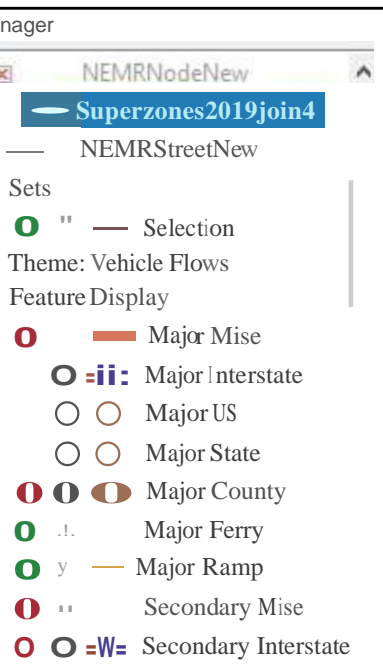 nager
NEMRNodeNew
Superzones2019join4
NEMRStreetNew
Sets
O " Selection
Theme: Vehicle Flows
Feature Display
O Major Mise
O =ii: Major Interstate
Major US
Major State
O O O Major County
O .!. Major Ferry
O y Major Ramp
O " Secondary Mise
O O =W= Secondary Interstate